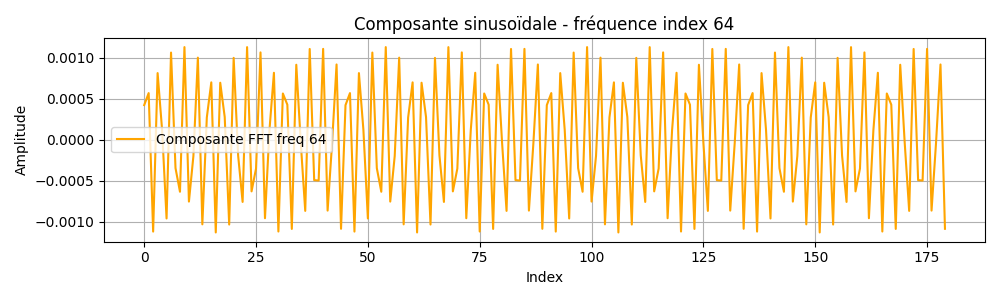 Composante sinusoïdale - fréquence index 64
Amplitude
0.0010
0.0005
0.0000
−0.0005
−0.0010
Composante FFT freq 64
0 25 50 75 100 125 150 175
Index